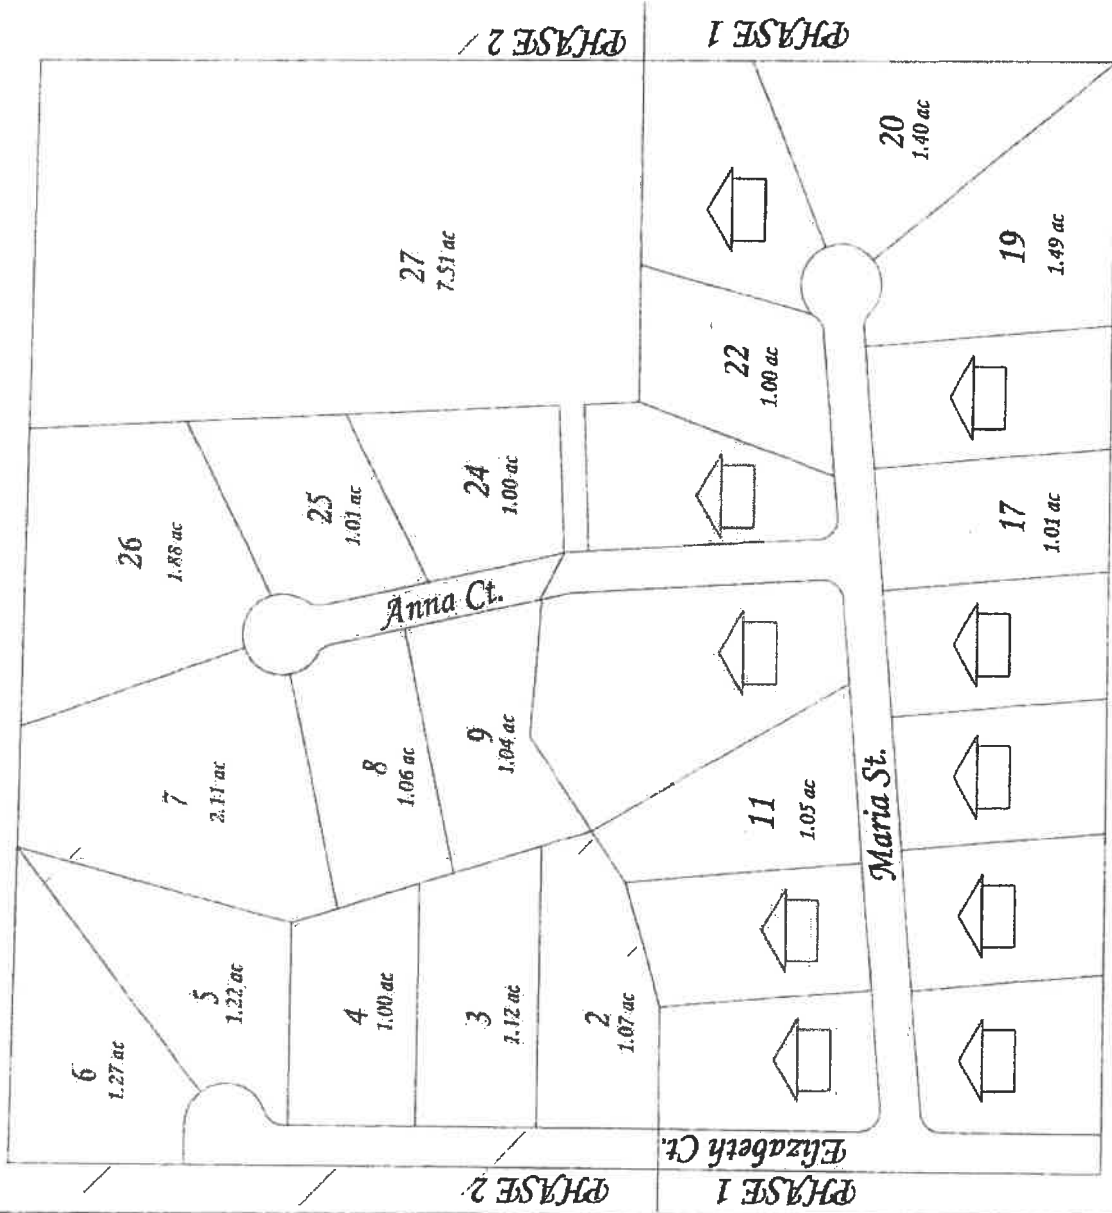 PHASE 2
PHASE 1
27
7.51 ac
20
1.40 ac
19
1.49 ac
22
1.00 ac
26
1.88 ac
25
1.01 ac
24
1.00 ac
17
1.01 ac
Anna Ct.
7
2.11 ac
8
1.06 ac
9
1.04 ac
11
1.05 ac
Maria St.
6
1.27 ac
5
1.22 ac
4
1.00 ac
3
1.12 ac
2
1.07 ac
Elizabeth Ct.
PHASE 2
PHASE 1